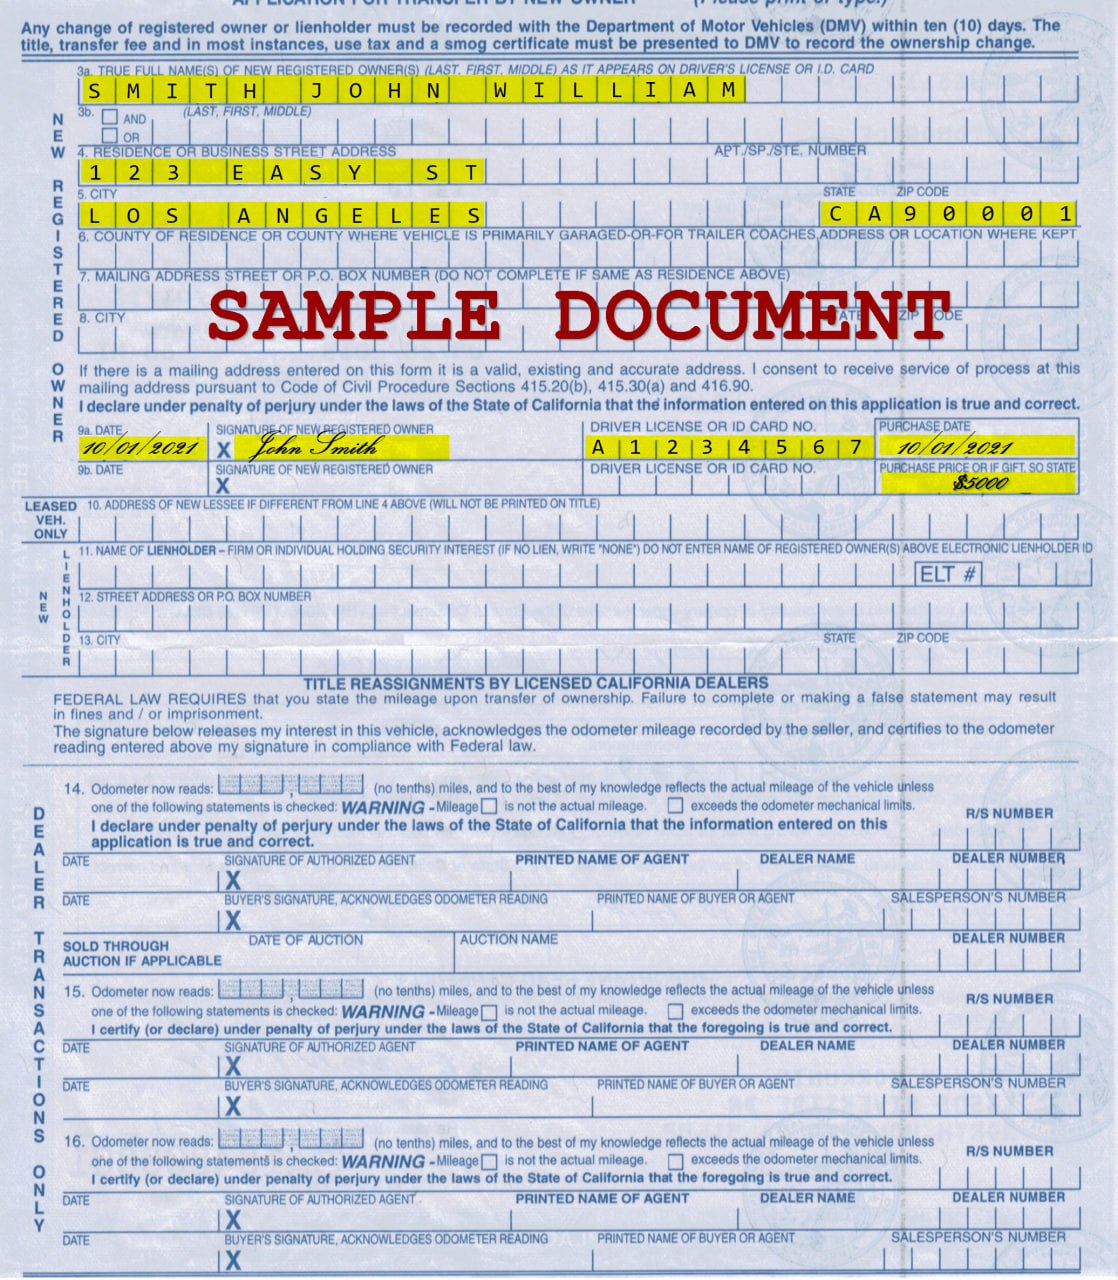 APPLICATION FOR TRANSFER BY NEW OWNER (Please print or type.)
Any change of registered owner or lienholder must be recorded with the Department of Motor Vehicles (DMV) within ten (10) days. The
title, transfer fee and in most instances, use tax and a smog certificate must be presented to DMV to record the ownership change.
NEW REGISTERED OWNER
3a. TRUE FULL NAME(S) OF NEW REGISTERED OWNER(S) (LAST, FIRST, MIDDLE) AS IT APPEARS ON DRIVER'S LICENSE OR I.D. CARD
SMITH JOHN WILLIAM
3b. AND (LAST, FIRST, MIDDLE)
OR
4. RESIDENCE OR BUSINESS STREET ADDRESS APT./SP./STE. NUMBER
123 EASY ST
5. CITY STATE ZIP CODE
LOS ANGELES CA 90001
6. COUNTY OF RESIDENCE OR COUNTY WHERE VEHICLE IS PRIMARILY GARAGED-OR-FOR TRAILER COACHES, ADDRESS OR LOCATION WHERE KEPT
7. MAILING ADDRESS STREET OR P.O. BOX NUMBER (DO NOT COMPLETE IF SAME AS RESIDENCE ABOVE)
SAMPLE DOCUMENT
8. CITY STATE ZIP CODE
If there is a mailing address entered on this form it is a valid, existing and accurate address. I consent to receive service of process at this
mailing address pursuant to Code of Civil Procedure Sections 415.20(b), 415.30(a) and 416.90.
I declare under penalty of perjury under the laws of the State of California that the information entered on this application is true and correct.
9a. DATE SIGNATURE OF NEW REGISTERED OWNER DRIVER LICENSE OR ID CARD NO. PURCHASE DATE
10/01/2021 X John Smith A1234567 10/01/2021
9b. DATE SIGNATURE OF NEW REGISTERED OWNER DRIVER LICENSE OR ID CARD NO. PURCHASE PRICE OR IF GIFT, SO STATE
X $5000
LEASED VEH. ONLY
10. ADDRESS OF NEW LESSEE IF DIFFERENT FROM LINE 4 ABOVE (WILL NOT BE PRINTED ON TITLE)
NEW LIENHOLDER
11. NAME OF LIENHOLDER – FIRM OR INDIVIDUAL HOLDING SECURITY INTEREST (IF NO LIEN, WRITE "NONE") DO NOT ENTER NAME OF REGISTERED OWNER(S) ABOVE ELECTRONIC LIENHOLDER ID
ELT #
12. STREET ADDRESS OR P.O. BOX NUMBER
13. CITY STATE ZIP CODE
TITLE REASSIGNMENTS BY LICENSED CALIFORNIA DEALERS
FEDERAL LAW REQUIRES that you state the mileage upon transfer of ownership. Failure to complete or making a false statement may result
in fines and / or imprisonment.
The signature below releases my interest in this vehicle, acknowledges the odometer mileage recorded by the seller, and certifies to the odometer
reading entered above my signature in compliance with Federal law.
DEALER TRANSACTIONS ONLY
14. Odometer now reads: , (no tenths) miles, and to the best of my knowledge reflects the actual mileage of the vehicle unless
one of the following statements is checked: WARNING - Mileage is not the actual mileage. exceeds the odometer mechanical limits. R/S NUMBER
I declare under penalty of perjury under the laws of the State of California that the information entered on this
application is true and correct.
DATE SIGNATURE OF AUTHORIZED AGENT PRINTED NAME OF AGENT DEALER NAME DEALER NUMBER
X
DATE BUYER'S SIGNATURE, ACKNOWLEDGES ODOMETER READING PRINTED NAME OF BUYER OR AGENT SALESPERSON'S NUMBER
X
SOLD THROUGH DATE OF AUCTION AUCTION NAME DEALER NUMBER
AUCTION IF APPLICABLE
15. Odometer now reads: , (no tenths) miles, and to the best of my knowledge reflects the actual mileage of the vehicle unless
one of the following statements is checked: WARNING - Mileage is not the actual mileage. exceeds the odometer mechanical limits. R/S NUMBER
I certify (or declare) under penalty of perjury under the laws of the State of California that the foregoing is true and correct.
DATE SIGNATURE OF AUTHORIZED AGENT PRINTED NAME OF AGENT DEALER NAME DEALER NUMBER
X
DATE BUYER'S SIGNATURE, ACKNOWLEDGES ODOMETER READING PRINTED NAME OF BUYER OR AGENT SALESPERSON'S NUMBER
X
16. Odometer now reads: , (no tenths) miles, and to the best of my knowledge reflects the actual mileage of the vehicle unless
one of the following statements is checked: WARNING - Mileage is not the actual mileage. exceeds the odometer mechanical limits. R/S NUMBER
I certify (or declare) under penalty of perjury under the laws of the State of California that the foregoing is true and correct.
DATE SIGNATURE OF AUTHORIZED AGENT PRINTED NAME OF AGENT DEALER NAME DEALER NUMBER
X
DATE BUYER'S SIGNATURE, ACKNOWLEDGES ODOMETER READING PRINTED NAME OF BUYER OR AGENT SALESPERSON'S NUMBER
X